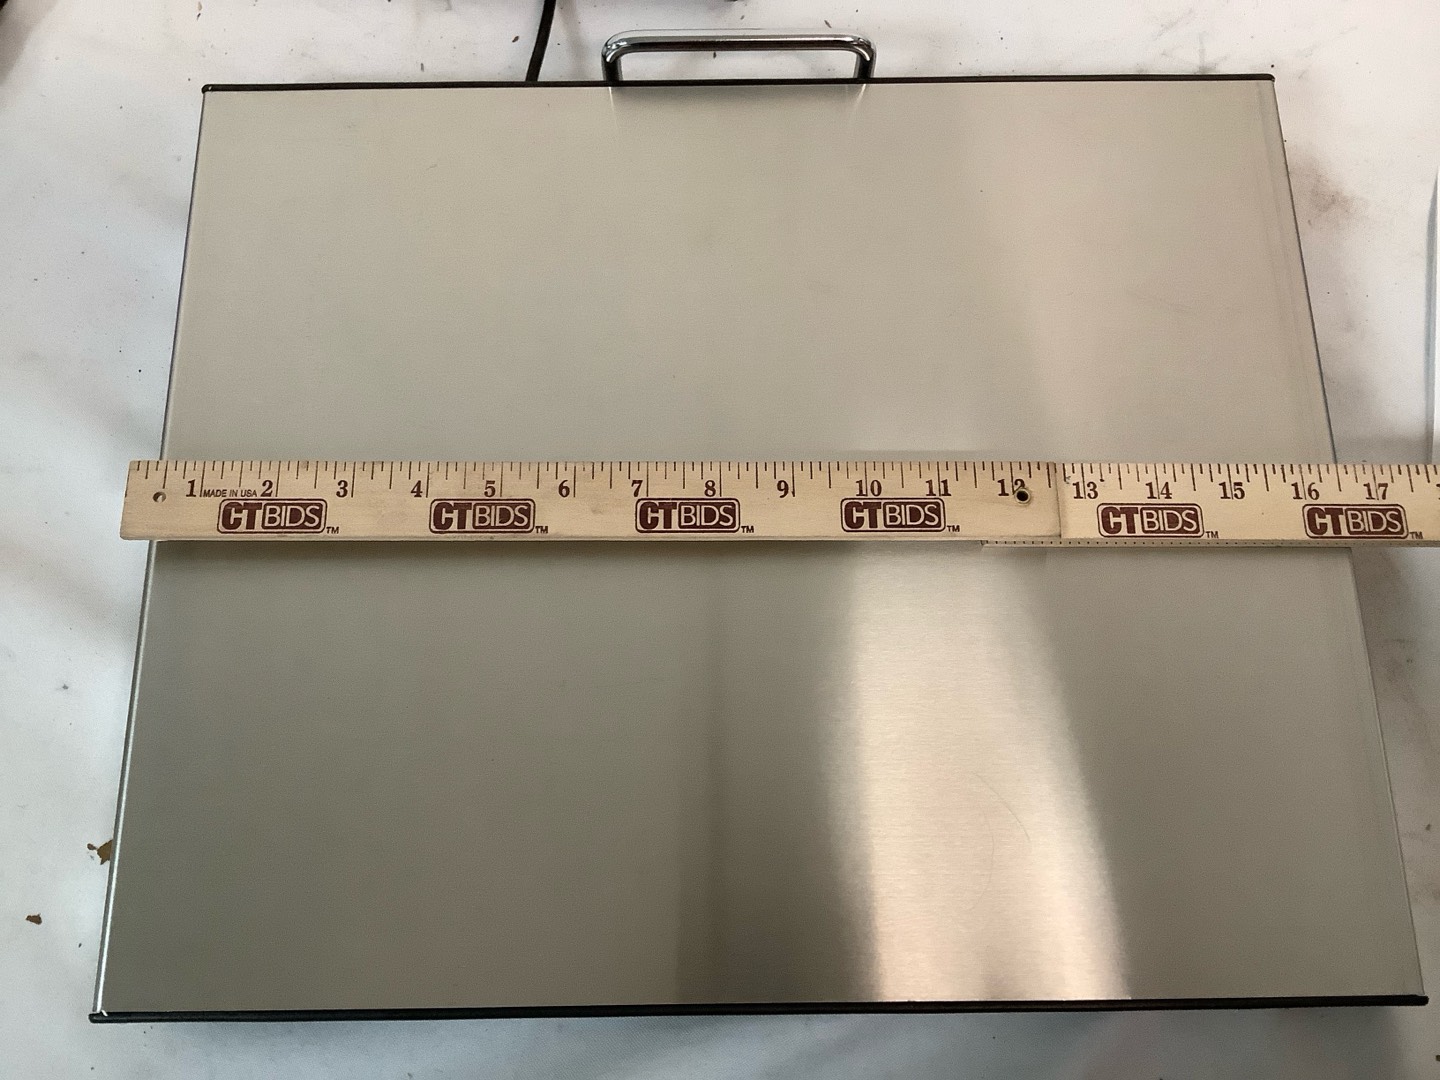 1 MADE IN USA 2 3 4 5 6 7 8 9 10 11 12 13 14 15 16 17
CTBIDS™ CTBIDS™ CTBIDS™ CTBIDS™ CTBIDS™ CTBIDS™